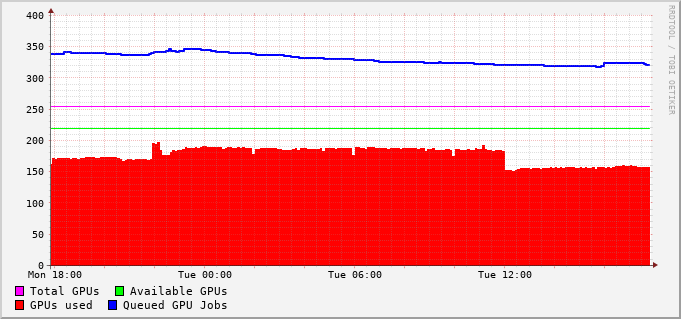 400
350
300
250
200
150
100
50
0
Mon 18:00 Tue 00:00 Tue 06:00 Tue 12:00
Total GPUs Available GPUs
GPUs used Queued GPU Jobs
RRDTOOL / TOBI OETIKER